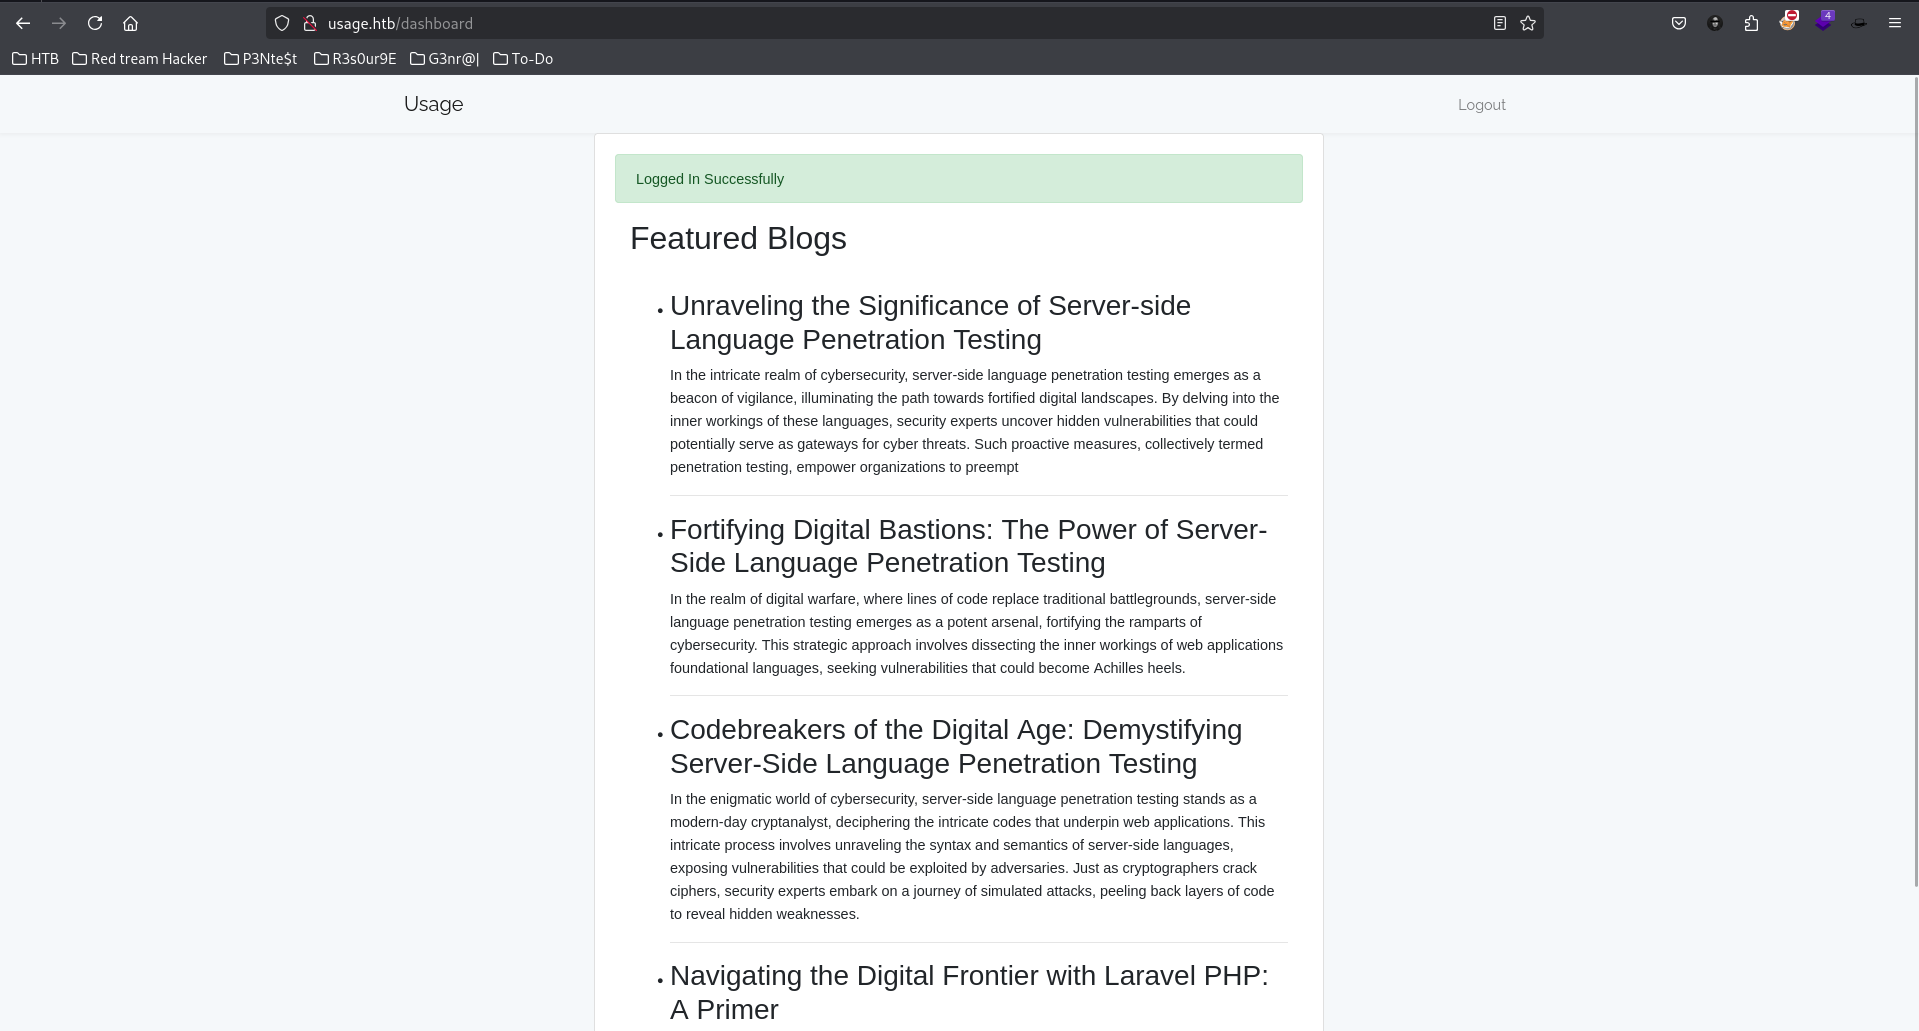 usage.htb/dashboard
4
HTB Red tream Hacker P3Nte$t R3s0ur9E G3nr@| To-Do
Usage Logout
Logged In Successfully
Featured Blogs
• Unraveling the Significance of Server-side
Language Penetration Testing
In the intricate realm of cybersecurity, server-side language penetration testing emerges as a
beacon of vigilance, illuminating the path towards fortified digital landscapes. By delving into the
inner workings of these languages, security experts uncover hidden vulnerabilities that could
potentially serve as gateways for cyber threats. Such proactive measures, collectively termed
penetration testing, empower organizations to preempt
• Fortifying Digital Bastions: The Power of Server-
Side Language Penetration Testing
In the realm of digital warfare, where lines of code replace traditional battlegrounds, server-side
language penetration testing emerges as a potent arsenal, fortifying the ramparts of
cybersecurity. This strategic approach involves dissecting the inner workings of web applications
foundational languages, seeking vulnerabilities that could become Achilles heels.
• Codebreakers of the Digital Age: Demystifying
Server-Side Language Penetration Testing
In the enigmatic world of cybersecurity, server-side language penetration testing stands as a
modern-day cryptanalyst, deciphering the intricate codes that underpin web applications. This
intricate process involves unraveling the syntax and semantics of server-side languages,
exposing vulnerabilities that could be exploited by adversaries. Just as cryptographers crack
ciphers, security experts embark on a journey of simulated attacks, peeling back layers of code
to reveal hidden weaknesses.
• Navigating the Digital Frontier with Laravel PHP:
A Primer